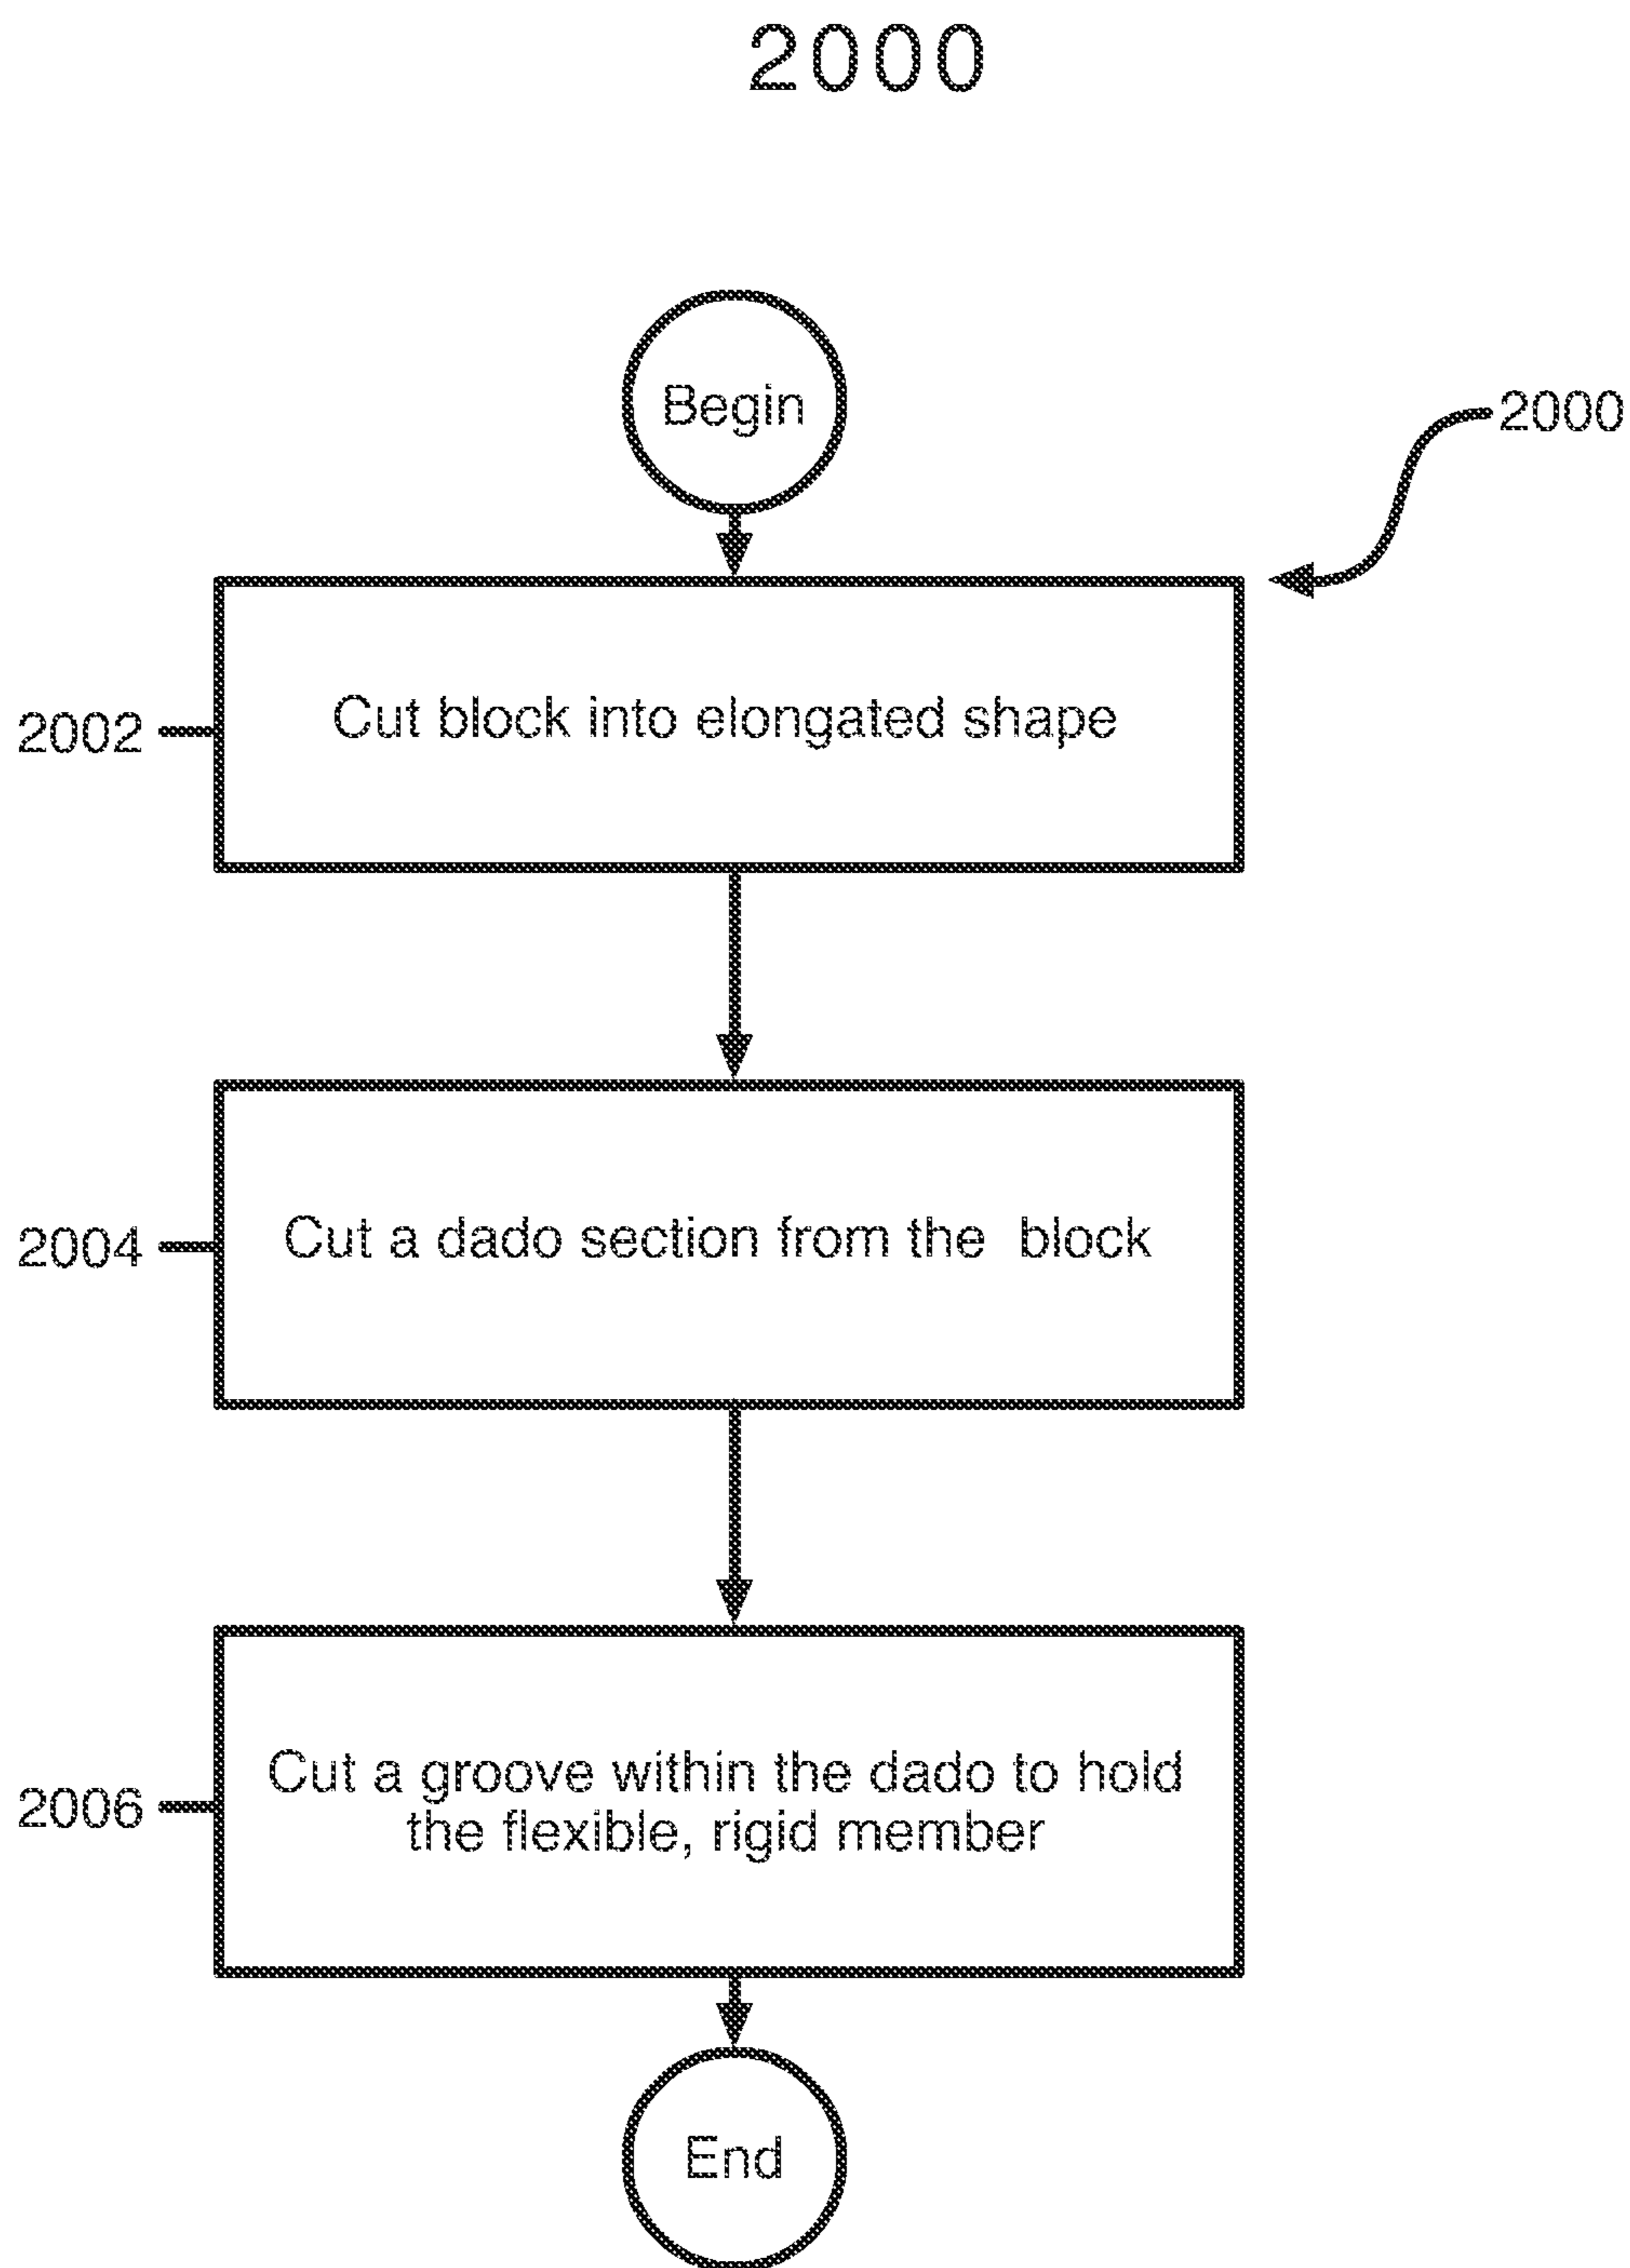 2000
Begin
2000
2002
Cut block into elongated shape
2004
Cut a dado section from the block
2006
Cut a groove within the dado to hold
the flexible, rigid member
End